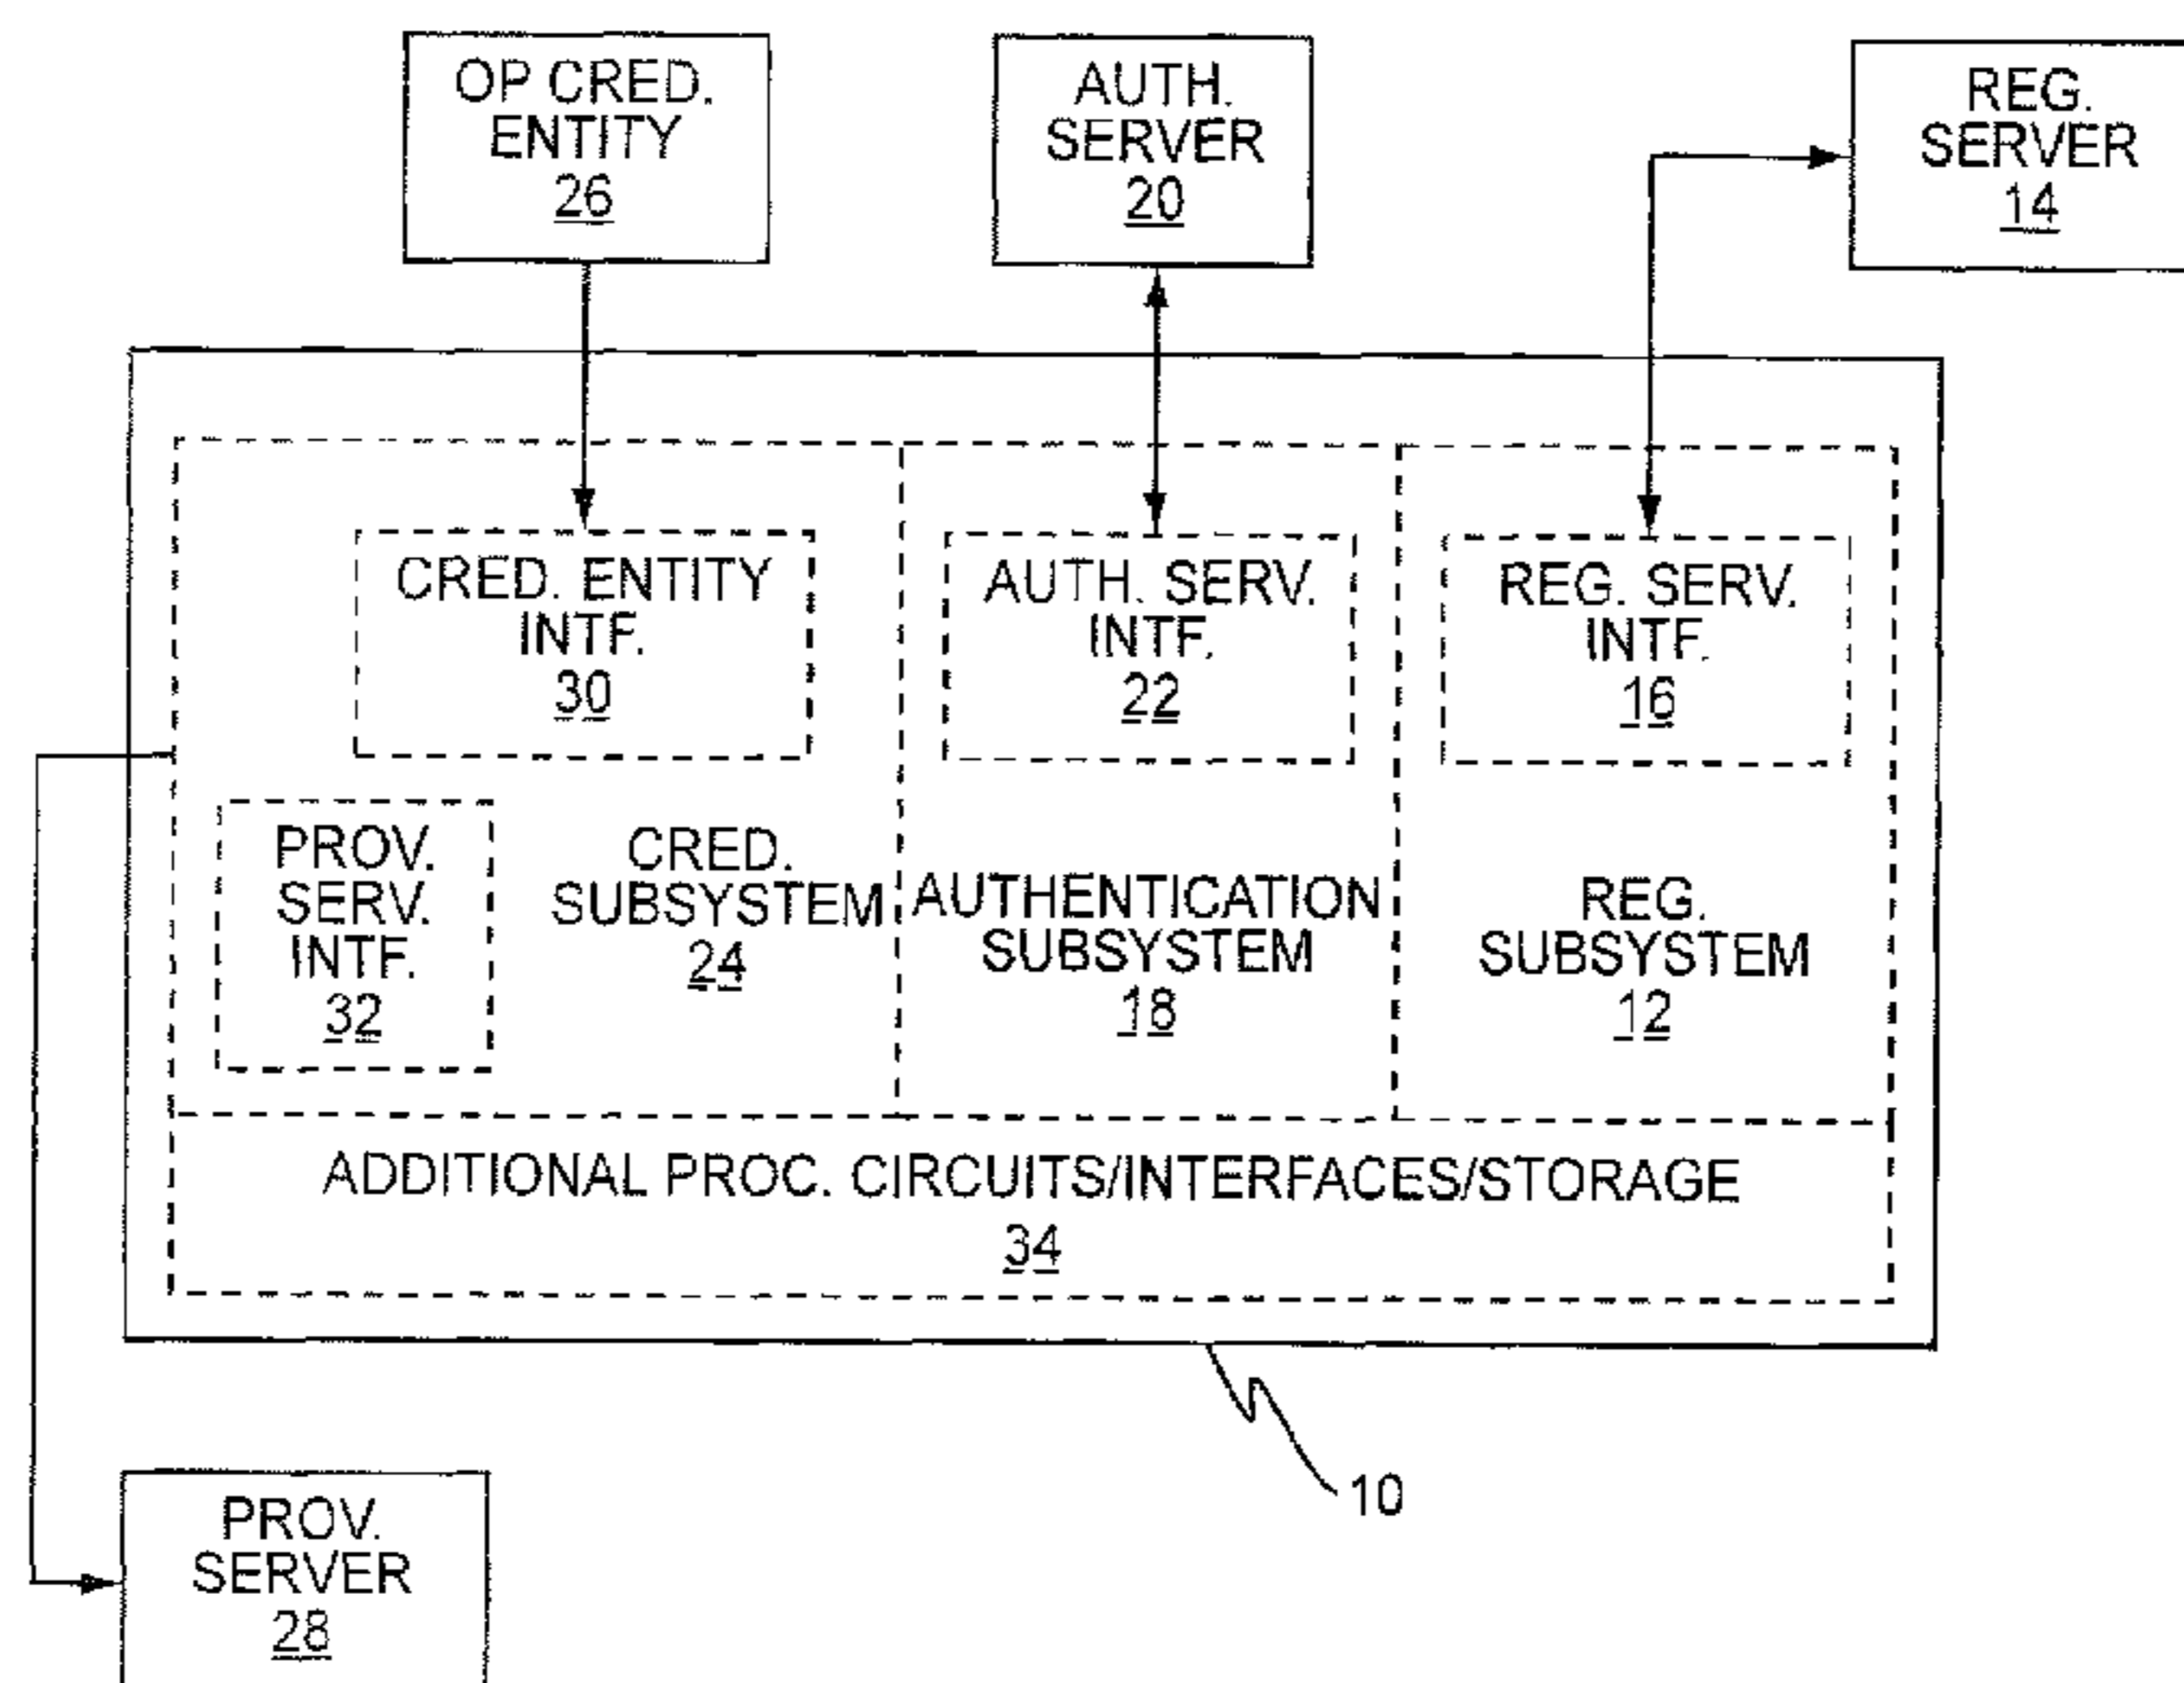 OP CRED.
ENTITY
26
AUTH.
SERVER
20
REG.
SERVER
14
CRED. ENTITY
INTF.
30
AUTH. SERV.
INTF.
22
REG. SERV.
INTF.
16
PROV.
SERV.
INTF.
32
CRED.
SUBSYSTEM
24
AUTHENTICATION
SUBSYSTEM
18
REG.
SUBSYSTEM
12
ADDITIONAL PROC. CIRCUITS/INTERFACES/STORAGE
34
10
PROV.
SERVER
28